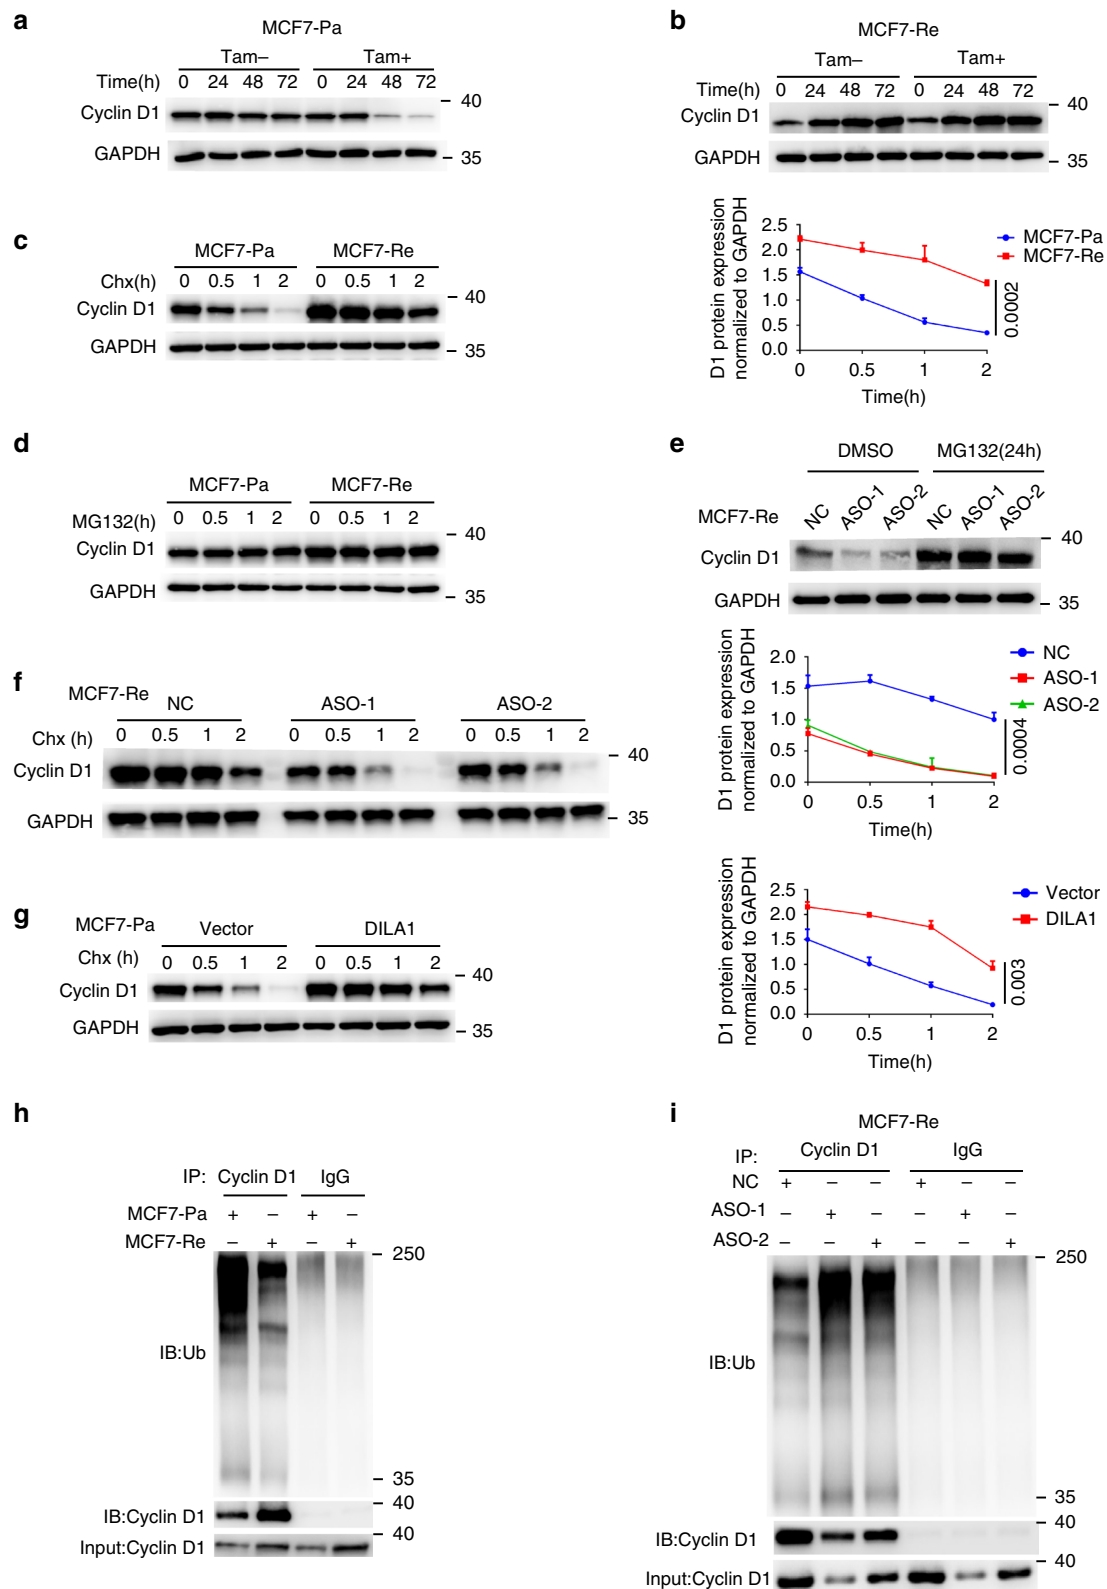 a
MCF7-Pa
Tam– Tam+
Time(h) 0 24 48 72 0 24 48 72
Cyclin D1 40
GAPDH 35
b
MCF7-Re
Tam– Tam+
Time(h) 0 24 48 72 0 24 48 72
Cyclin D1 40
GAPDH 35
c
MCF7-Pa MCF7-Re
Chx(h) 0 0.5 1 2 0 0.5 1 2
Cyclin D1 40
GAPDH 35
D1 protein expression
normalized to GAPDH
2.5
2.0
1.5
1.0
0.5
0.0
0 0.5 1 2
Time(h)
MCF7-Pa
MCF7-Re
0.0002
d
MCF7-Pa MCF7-Re
MG132(h) 0 0.5 1 2 0 0.5 1 2
Cyclin D1 40
GAPDH 35
e
DMSO MG132(24h)
MCF7-Re NC ASO-1 ASO-2 NC ASO-1 ASO-2
Cyclin D1 40
GAPDH 35
f
MCF7-Re
NC ASO-1 ASO-2
Chx (h) 0 0.5 1 2 0 0.5 1 2 0 0.5 1 2
Cyclin D1 40
GAPDH 35
D1 protein expression
normalized to GAPDH
2.0
1.5
1.0
0.5
0.0
0 0.5 1 2
Time(h)
NC
ASO-1
ASO-2
0.0004
g
MCF7-Pa
Vector DILA1
Chx (h) 0 0.5 1 2 0 0.5 1 2
Cyclin D1 40
GAPDH 35
D1 protein expression
normalized to GAPDH
2.5
2.0
1.5
1.0
0.5
0.0
0 0.5 1 2
Time(h)
Vector
DILA1
0.003
h
IP: Cyclin D1 IgG
MCF7-Pa + – + –
MCF7-Re – + – +
250
IB:Ub
35
40
IB:Cyclin D1
40
Input:Cyclin D1
i
MCF7-Re
IP: Cyclin D1 IgG
NC + – – + – –
ASO-1 – + – – + –
ASO-2 – – + – – +
250
IB:Ub
35
40
IB:Cyclin D1
40
Input:Cyclin D1